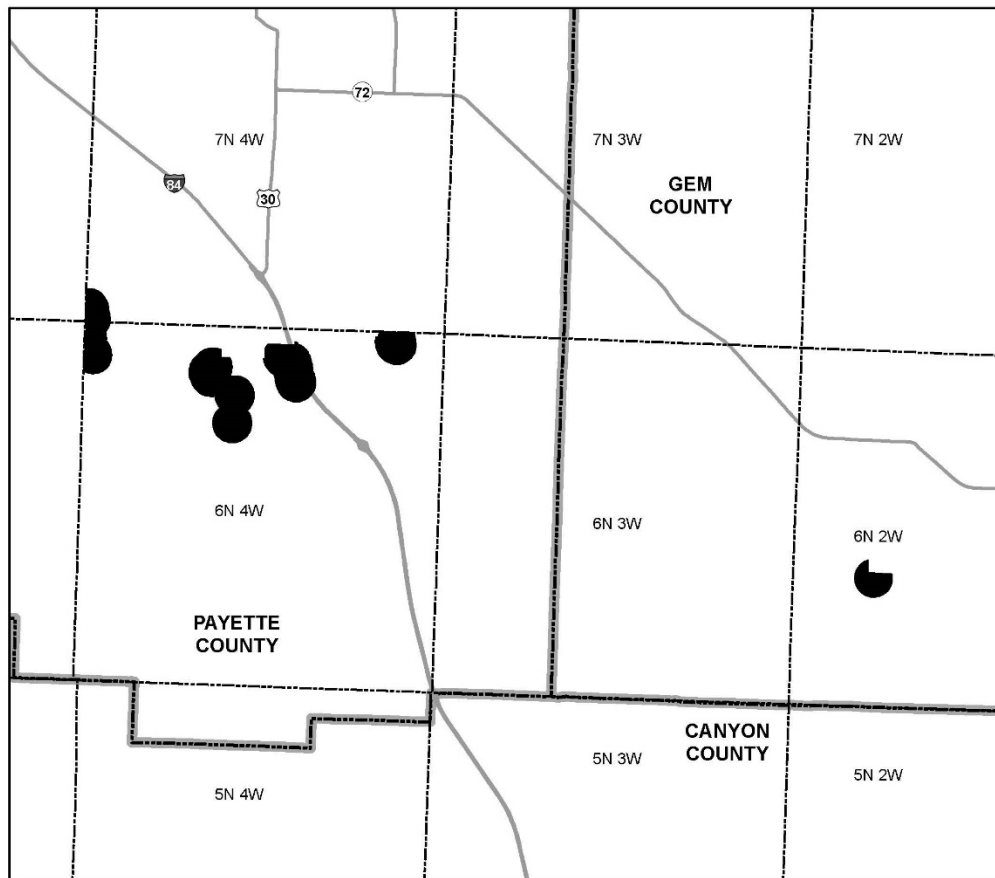 72
7N 4W
7N 3W
7N 2W
84
30
GEM
COUNTY
6N 4W
6N 3W
6N 2W
PAYETTE
COUNTY
CANYON
COUNTY
5N 4W
5N 3W
5N 2W